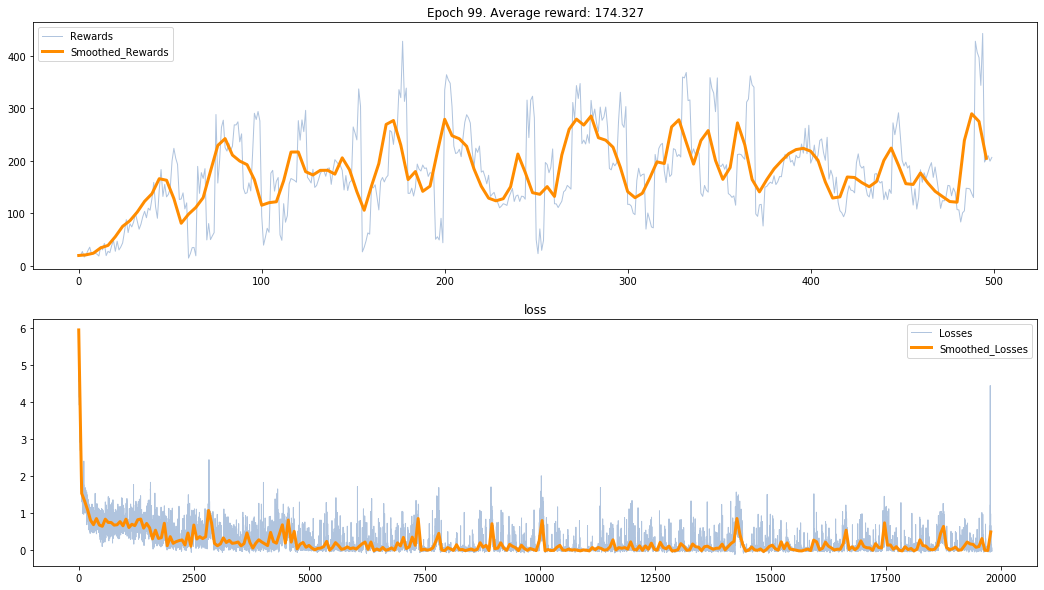 Epoch 99. Average reward: 174.327
Rewards
Smoothed_Rewards
400
300
200
100
0
0 100 200 300 400 500
loss
Losses
Smoothed_Losses
6
5
4
3
2
1
0
0 2500 5000 7500 10000 12500 15000 17500 20000